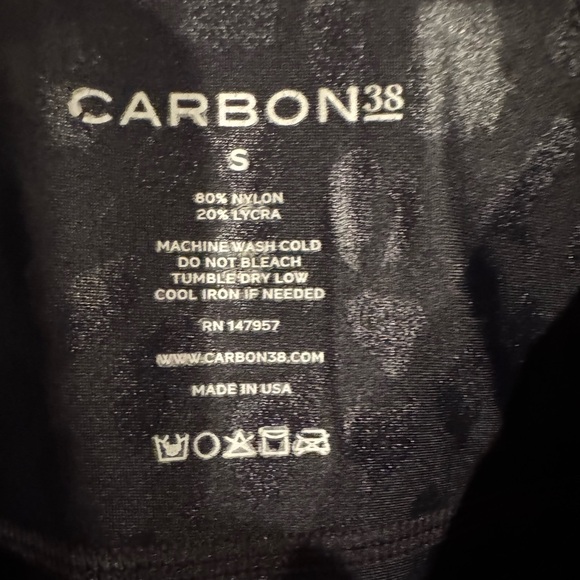 CARBON38
S
80% NYLON
20% LYCRA
MACHINE WASH COLD
DO NOT BLEACH
TUMBLE DRY LOW
COOL IRON IF NEEDED
RN 147957
WWW.CARBON38.COM
MADE IN USA